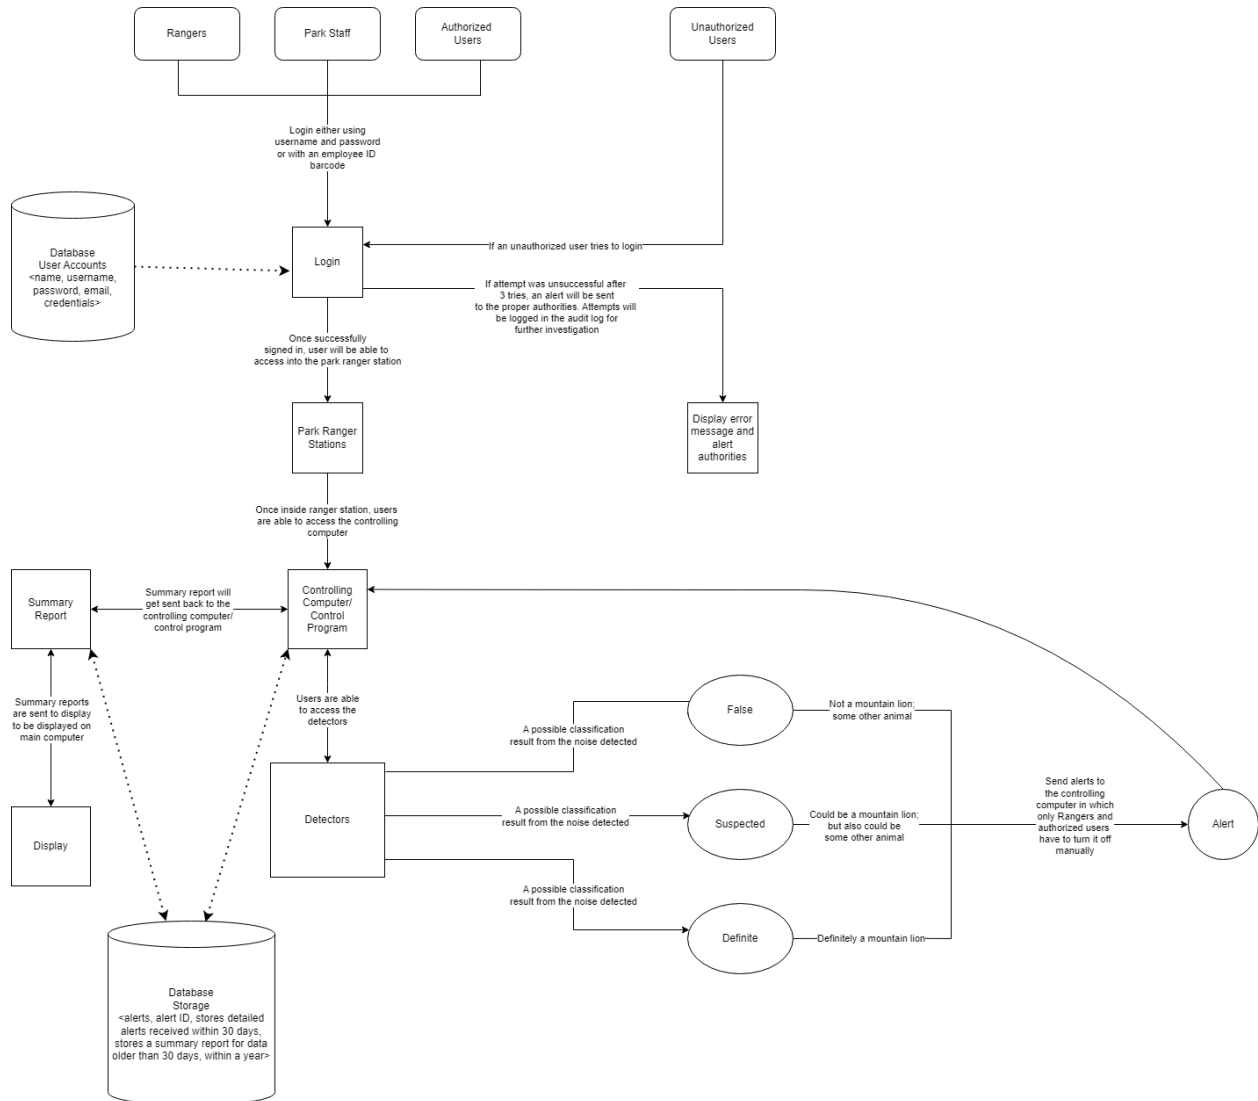 Rangers
Park Staff
Authorized
Users
Unauthorized
Users
Login either using
username and password
or with an employee ID
barcode
Database
User Accounts
<name, username,
password, email,
credentials>
Login
If an unauthorized user tries to login
If attempt was unsuccessful after
3 tries, an alert will be sent
to the proper authorities. Attempts will
be logged in the audit log for
further investigation
Once successfully
signed in, user will be able to
access into the park ranger station
Park Ranger
Stations
Display error
message and
alert
authorities
Once inside ranger station, users
are able to access the controlling
computer
Summary
Report
Summary report will
get sent back to the
controlling computer/
control program
Controlling
Computer/
Control
Program
Summary reports
are sent to display
to be displayed on
main computer
Users are able
to access the
detectors
Display
Detectors
A possible classification
result from the noise detected
False
Not a mountain lion;
some other animal
A possible classification
result from the noise detected
Suspected
Could be a mountain lion;
but also could be
some other animal
A possible classification
result from the noise detected
Definite
Definitely a mountain lion
Send alerts to
the controlling
computer in which
only Rangers and
authorized users
have to turn it off
manually
Alert
Database
Storage
<alerts, alert ID, stores detailed
alerts received within 30 days,
stores a summary report for data
older than 30 days, within a year>